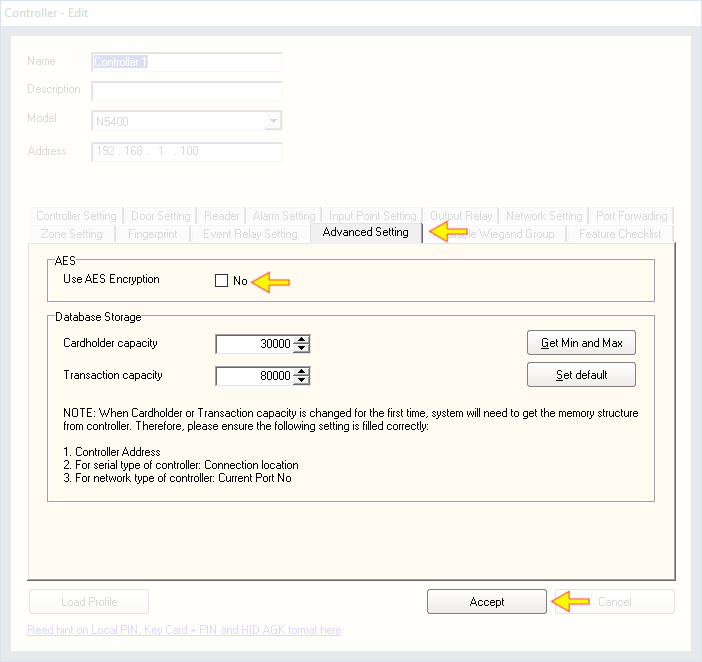 Controller - Edit
Name Controller 1
Description
Model N5400
Address 192 . 168 . 1 . 100
Controller Setting Door Setting Reader Alarm Setting Input Point Setting Output Relay Network Setting Port Forwading
Zone Setting Fingerprint Event Relay Setting Advanced Setting Wiegand Group Feature Checklist
AES
Use AES Encryption No
Database Storage
Cardholder capacity 30000 Get Min and Max
Transaction capacity 80000 Set default
NOTE: When Cardholder or Transaction capacity is changed for the first time, system will need to get the memory structure
from controller. Therefore, please ensure the following setting is filled correctly:
1. Controller Address
2. For serial type of controller: Connection location
3. For network type of controller: Current Port No
Load Profile Accept Cancel
Read hint on Local PIN, Key Card + PIN and HID AGK format here